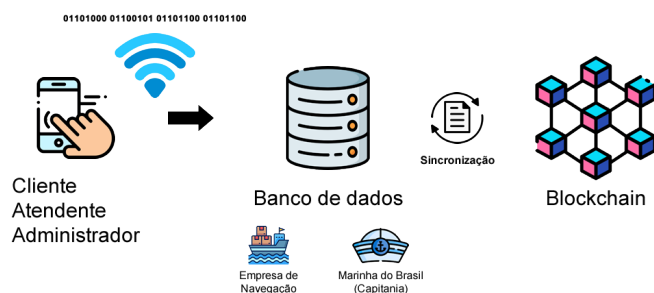 01101000 01100101 01101100 01101100
Cliente
Atendente
Administrador
Banco de dados
Sincronização
Blockchain
Empresa de
Navegação
Marinha do Brasil
(Capitania)